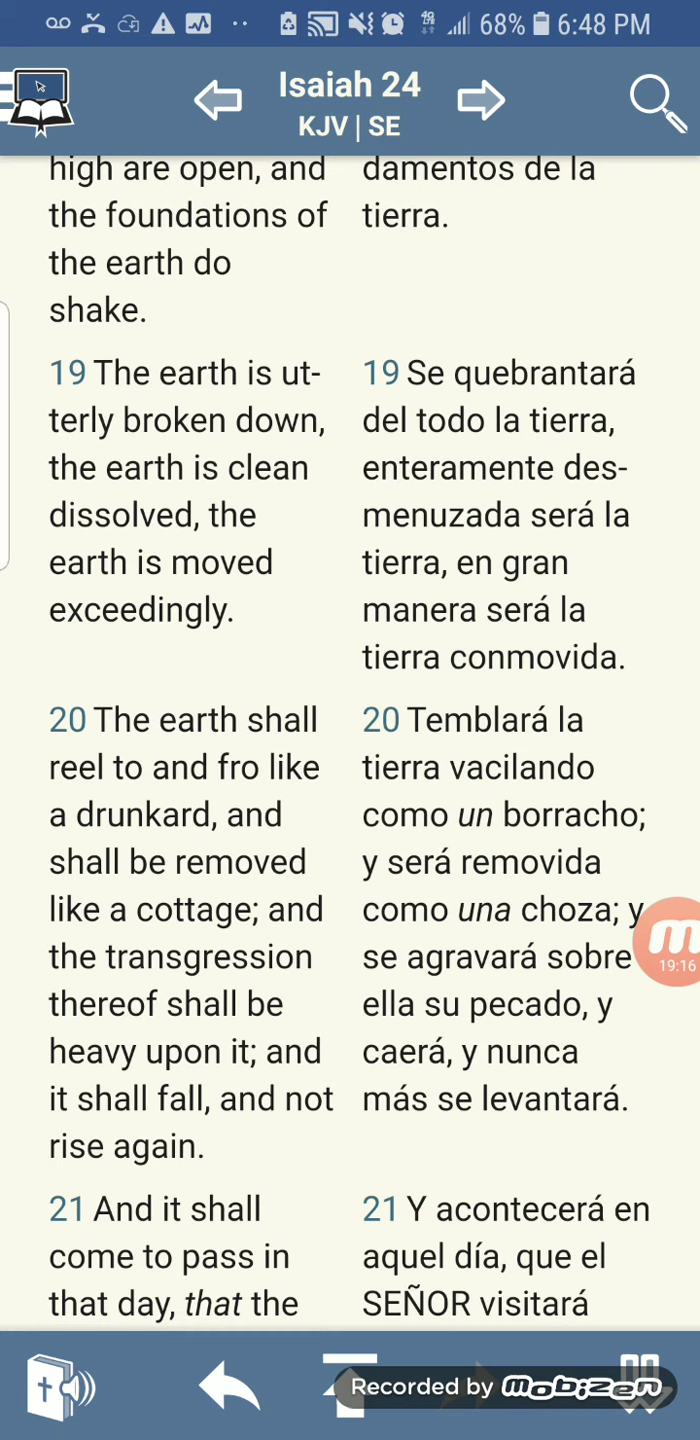 68% 6:48 PM
Isaiah 24
KJV | SE
high are open, and
the foundations of
the earth do
shake.
19 The earth is ut-
terly broken down,
the earth is clean
dissolved, the
earth is moved
exceedingly.
20 The earth shall
reel to and fro like
a drunkard, and
shall be removed
like a cottage; and
the transgression
thereof shall be
heavy upon it; and
it shall fall, and not
rise again.
21 And it shall
come to pass in
that day, that the
damentos de la
tierra.
19 Se quebrantará
del todo la tierra,
enteramente des-
menuzada será la
tierra, en gran
manera será la
tierra conmovida.
20 Temblará la
tierra vacilando
como un borracho;
y será removida
como una choza; y
se agravará sobre
ella su pecado, y
caerá, y nunca
más se levantará.
21 Y acontecerá en
aquel día, que el
SEÑOR visitará
m
19:16
Recorded by mobizen